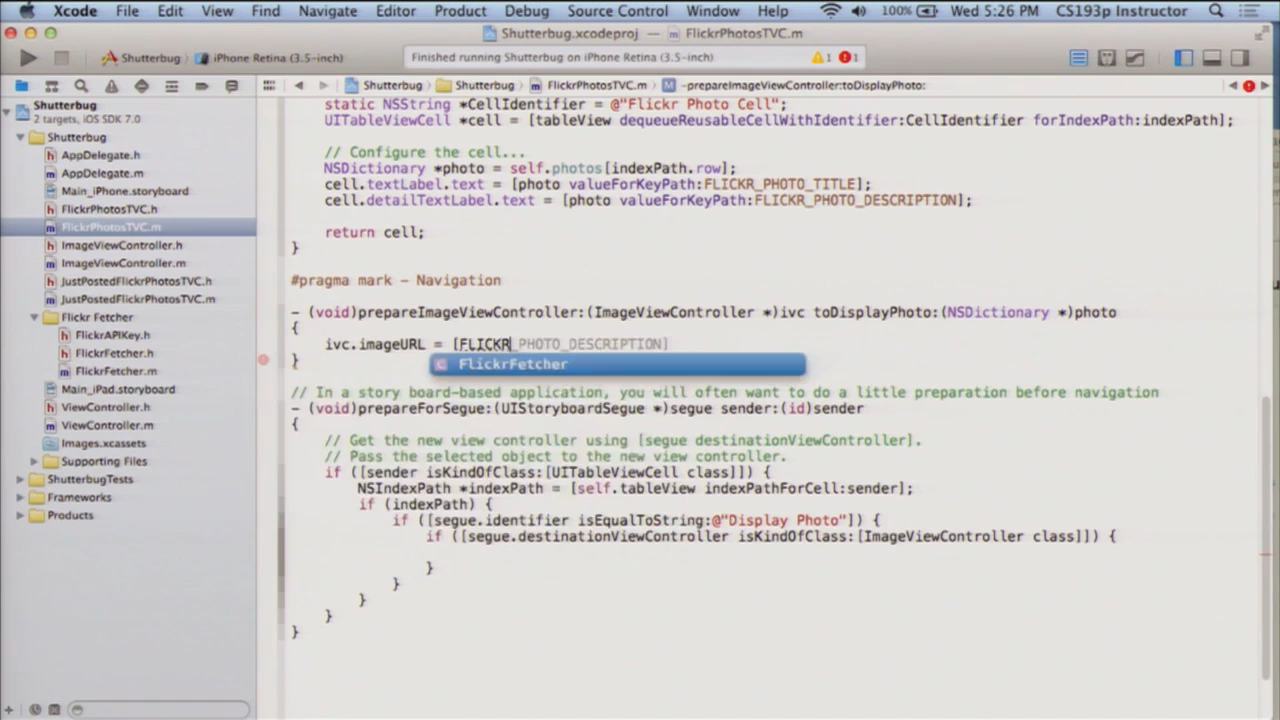 Xcode File Edit View Find Navigate Editor Product Debug Source Control Window Help 100% Wed 5:26 PM CS193p Instructor
Shutterbug.xcodeproj — FlickrPhotosTVC.m
Shutterbug iPhone Retina (3.5-inch) Finished running Shutterbug on iPhone Retina (3.5-inch) 1 1
Shutterbug Shutterbug FlickrPhotosTVC.m -prepareImageViewController:toDisplayPhoto:
Shutterbug
2 targets, iOS SDK 7.0
Shutterbug
AppDelegate.h
AppDelegate.m
Main_iPhone.storyboard
FlickrPhotosTVC.h
FlickrPhotosTVC.m
ImageViewController.h
ImageViewController.m
JustPostedFlickrPhotosTVC.h
JustPostedFlickrPhotosTVC.m
Flickr Fetcher
FlickrAPIKey.h
FlickrFetcher.h
FlickrFetcher.m
Main_iPad.storyboard
ViewController.h
ViewController.m
Images.xcassets
Supporting Files
ShutterbugTests
Frameworks
Products
static NSString *CellIdentifier = @"Flickr Photo Cell";
UITableViewCell *cell = [tableView dequeueReusableCellWithIdentifier:CellIdentifier forIndexPath:indexPath];
// Configure the cell...
NSDictionary *photo = self.photos[indexPath.row];
cell.textLabel.text = [photo valueForKeyPath:FLICKR_PHOTO_TITLE];
cell.detailTextLabel.text = [photo valueForKeyPath:FLICKR_PHOTO_DESCRIPTION];
return cell;
}
#pragma mark - Navigation
- (void)prepareImageViewController:(ImageViewController *)ivc toDisplayPhoto:(NSDictionary *)photo
{
ivc.imageURL = [FLICKR_PHOTO_DESCRIPTION]
C FlickrFetcher
}
// In a story board-based application, you will often want to do a little preparation before navigation
- (void)prepareForSegue:(UIStoryboardSegue *)segue sender:(id)sender
{
// Get the new view controller using [segue destinationViewController].
// Pass the selected object to the new view controller.
if ([sender isKindOfClass:[UITableViewCell class]]) {
NSIndexPath *indexPath = [self.tableView indexPathForCell:sender];
if (indexPath) {
if ([segue.identifier isEqualToString:@"Display Photo"]) {
if ([segue.destinationViewController isKindOfClass:[ImageViewController class]]) {
}
}
}
}
}